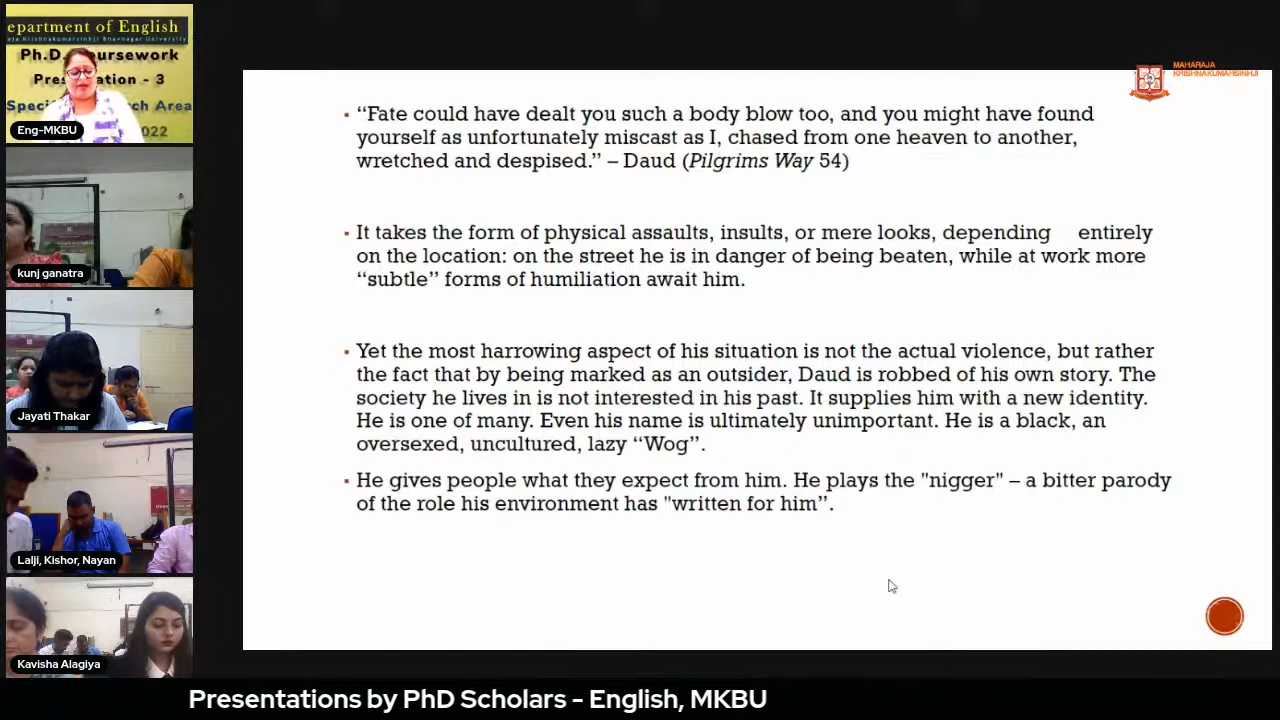 epartment of English
aja Krishnakumarsinhji Bhavnagar University
Ph.D. Coursework
Presentation - 3
2022
Eng-MKBU
kunj ganatra
Jayati Thakar
Lalji, Kishor, Nayan
Kavisha Alagiya
MAHARAJA
KRISHNAKUMARSINHJI
▪ “Fate could have dealt you such a body blow too, and you might have found
yourself as unfortunately miscast as I, chased from one heaven to another,
wretched and despised.” – Daud (Pilgrims Way 54)
▪ It takes the form of physical assaults, insults, or mere looks, depending entirely
on the location: on the street he is in danger of being beaten, while at work more
“subtle” forms of humiliation await him.
▪ Yet the most harrowing aspect of his situation is not the actual violence, but rather
the fact that by being marked as an outsider, Daud is robbed of his own story. The
society he lives in is not interested in his past. It supplies him with a new identity.
He is one of many. Even his name is ultimately unimportant. He is a black, an
oversexed, uncultured, lazy “Wog”.
▪ He gives people what they expect from him. He plays the "nigger" – a bitter parody
of the role his environment has "written for him”.
Presentations by PhD Scholars - English, MKBU